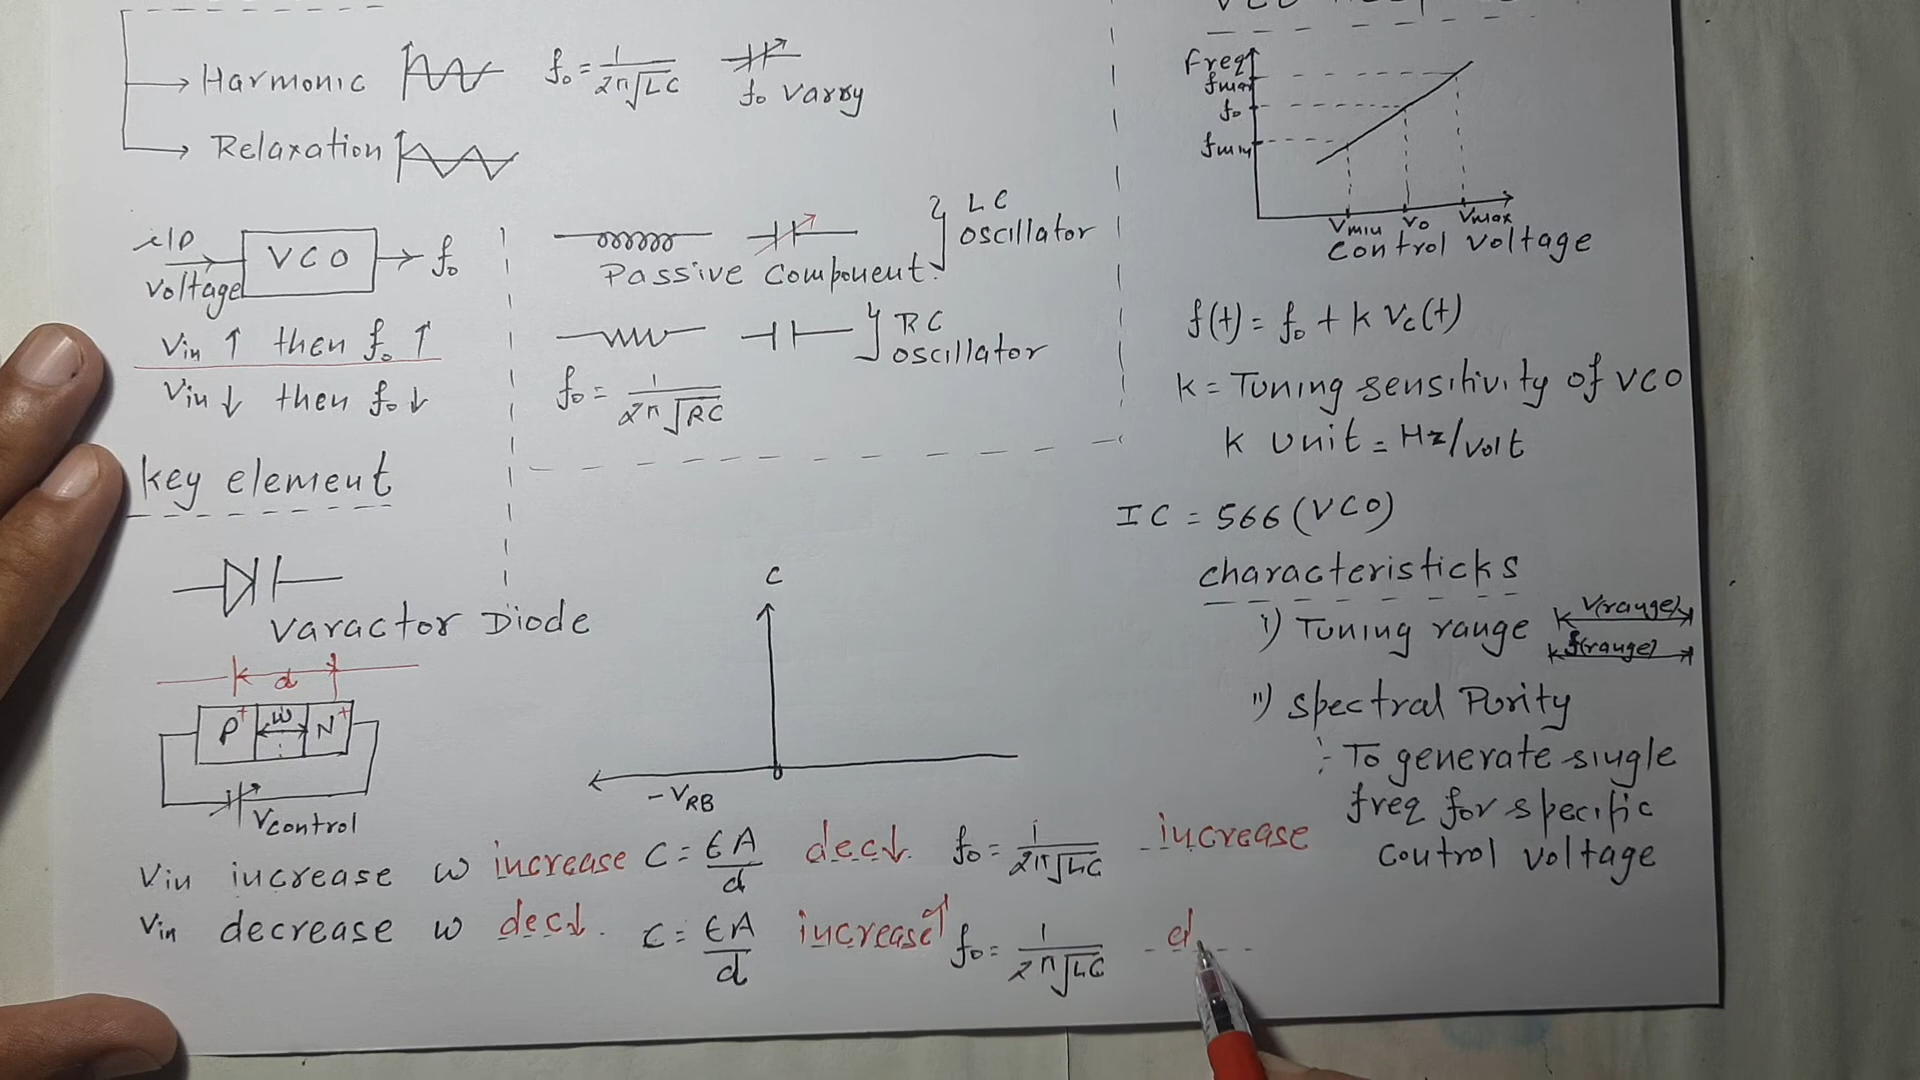 Harmonic
f₀ = 1/2π√LC
f₀ varry
Relaxation
i/p
voltage
VCO
f₀
Vin ↑ then f₀ ↑
Vin ↓ then f₀ ↓
LC
oscillator
Passive component.
RC
oscillator
f₀ = 1/2π√RC
key element
Varactor Diode
d
P+ w N+
Vcontrol
C
-VRB
Vin increase w increase C = ϵA/d dec↓. f₀ = 1/2π√LC increase
Vin decrease w dec↓. C = ϵA/d increase↑ f₀ = 1/2π√LC d
Freq
fmax
f₀
fmin
Vmin Vo Vmax
control voltage
f(t) = f₀ + k Vc(t)
k = Tuning sensitivity of VCO
k unit = Hz/volt
IC = 566 (VCO)
characteristicks
i) Tuning range
V(range)
f(range)
ii) spectral Purity
:- To generate single
freq for specific
control voltage